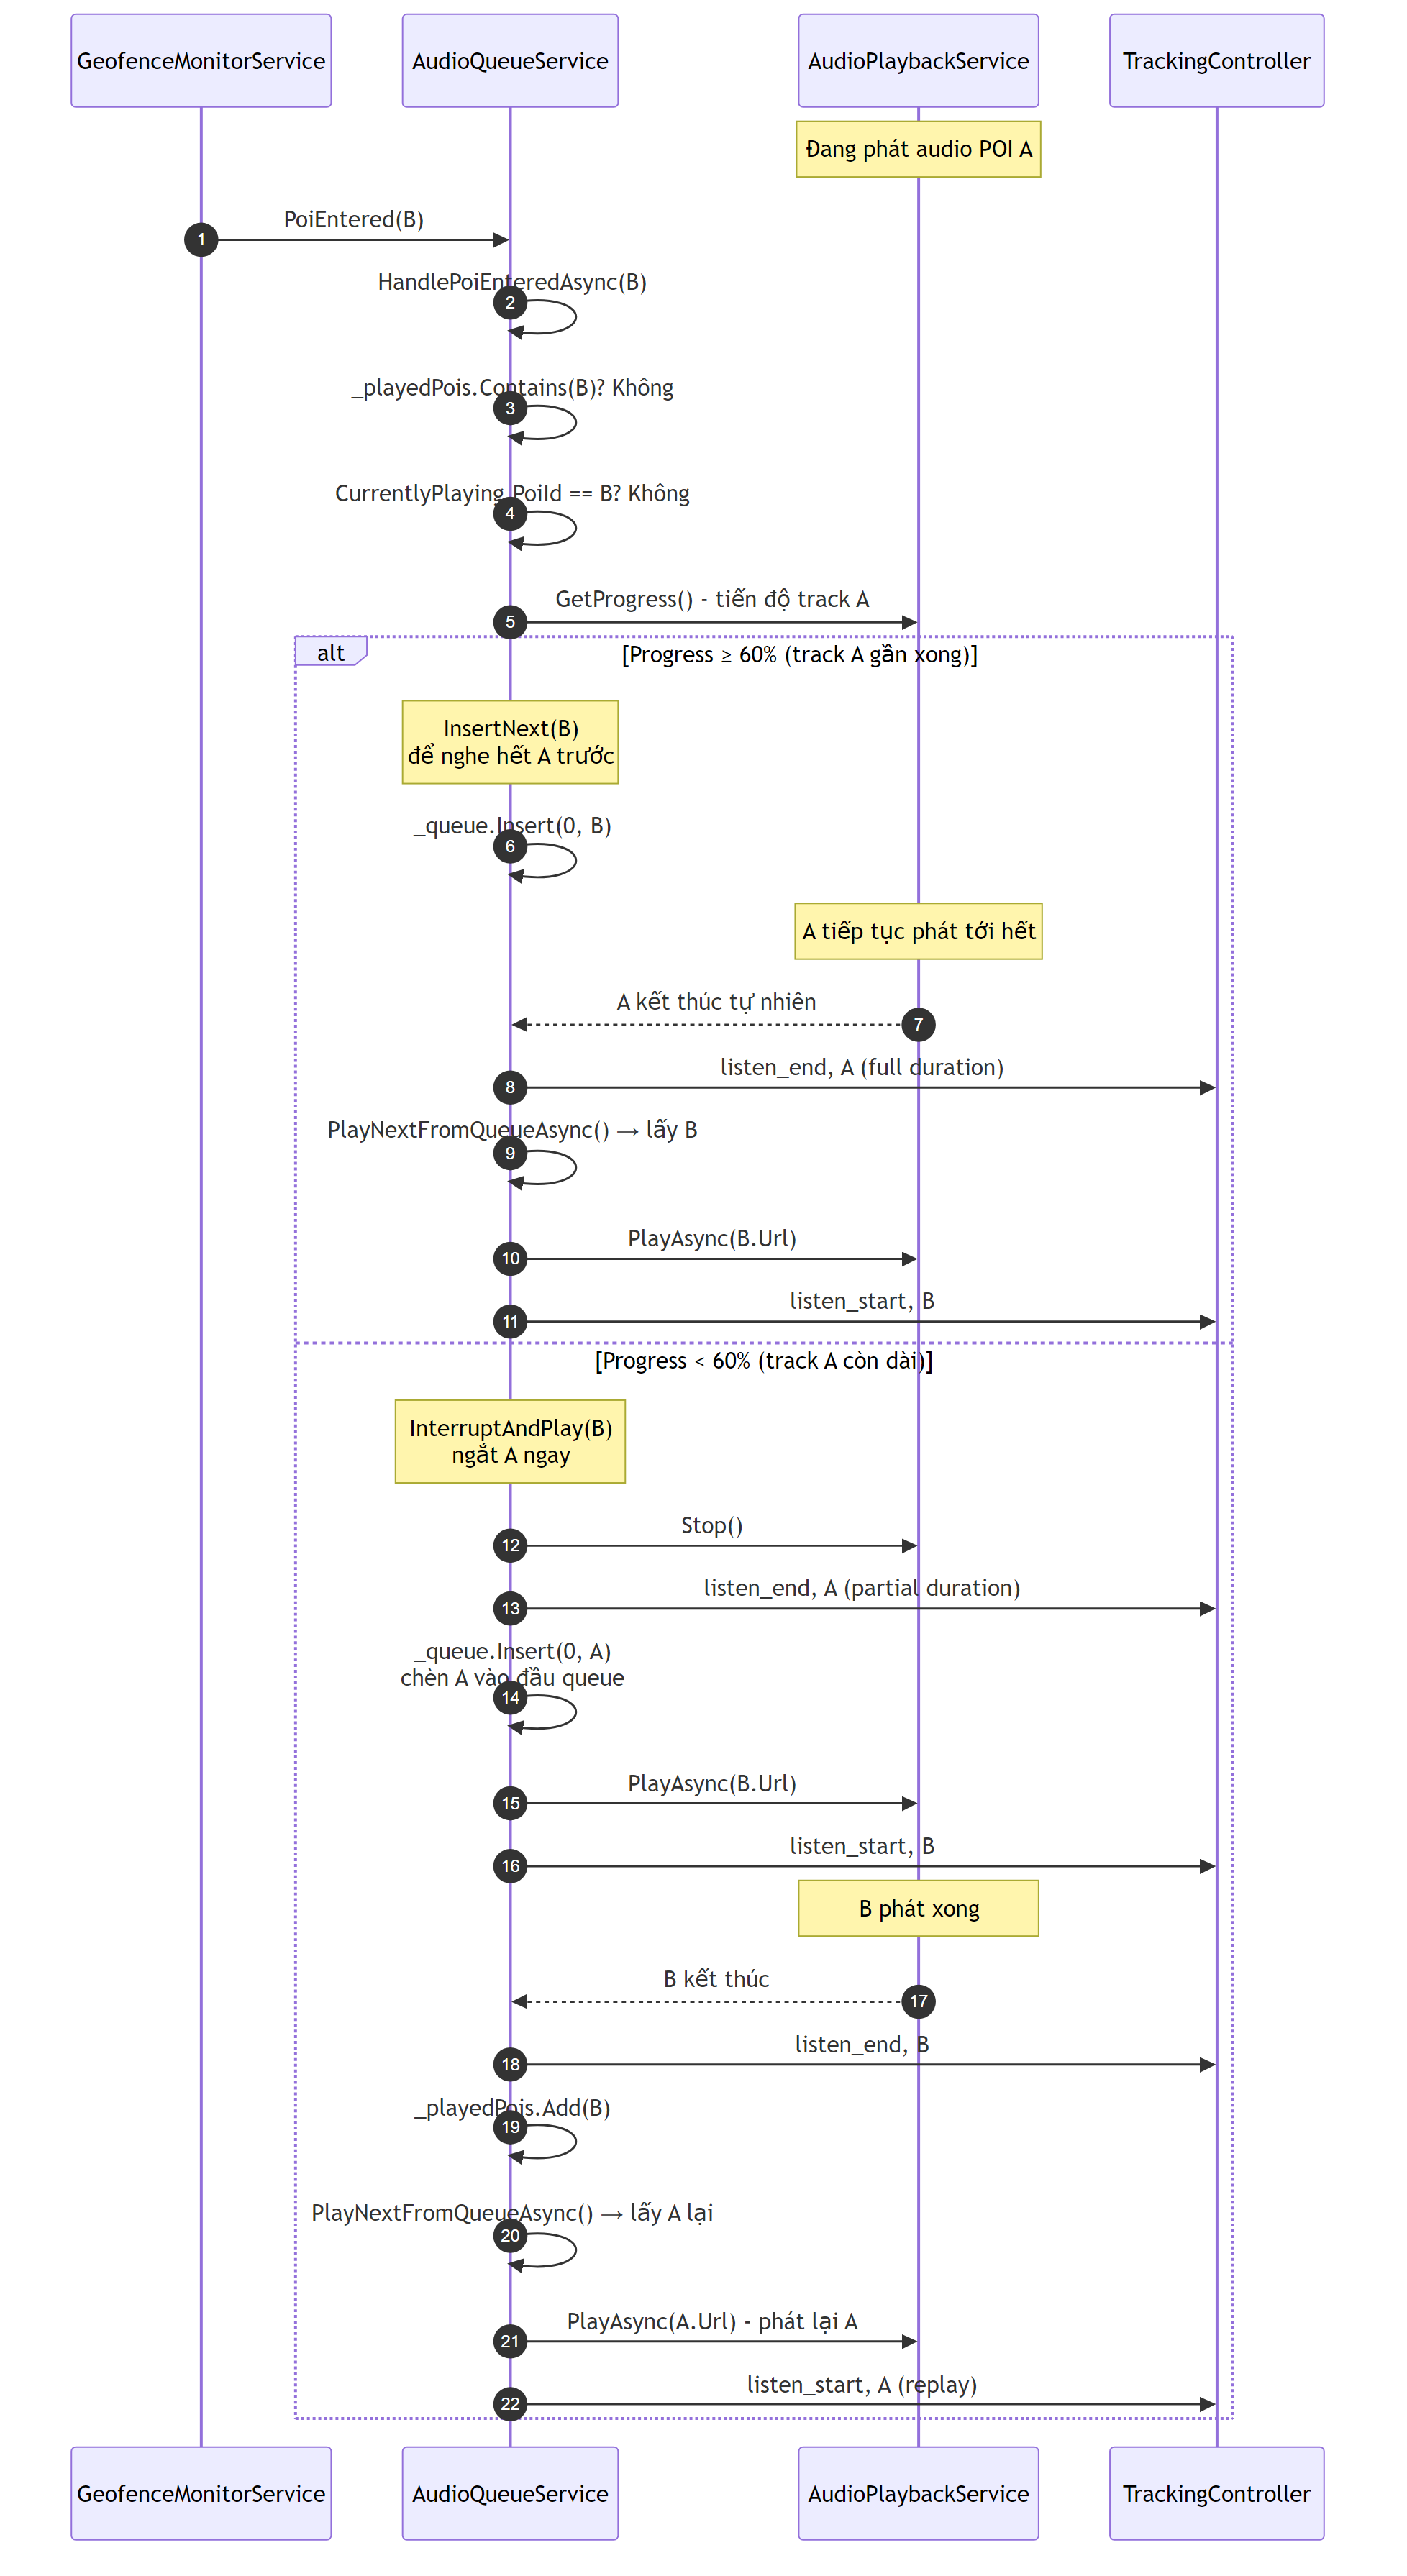 GeofenceMonitorService
AudioQueueService
AudioPlaybackService
TrackingController
Đang phát audio POI A
PoiEntered(B)
1
HandlePoiEnteredAsync(B)
2
_playedPois.Contains(B)? Không
3
CurrentlyPlaying.PoiId == B? Không
4
GetProgress() - tiến độ track A
5
alt
[Progress ≥ 60% (track A gần xong)]
InsertNext(B)
để nghe hết A trước
_queue.Insert(0, B)
6
A tiếp tục phát tới hết
A kết thúc tự nhiên
7
listen_end, A (full duration)
8
PlayNextFromQueueAsync() → lấy B
9
PlayAsync(B.Url)
10
listen_start, B
11
[Progress < 60% (track A còn dài)]
InterruptAndPlay(B)
ngắt A ngay
Stop()
12
listen_end, A (partial duration)
13
_queue.Insert(0, A)
chèn A vào đầu queue
14
PlayAsync(B.Url)
15
listen_start, B
16
B phát xong
B kết thúc
17
listen_end, B
18
_playedPois.Add(B)
19
PlayNextFromQueueAsync() → lấy A lại
20
PlayAsync(A.Url) - phát lại A
21
listen_start, A (replay)
22
GeofenceMonitorService
AudioQueueService
AudioPlaybackService
TrackingController